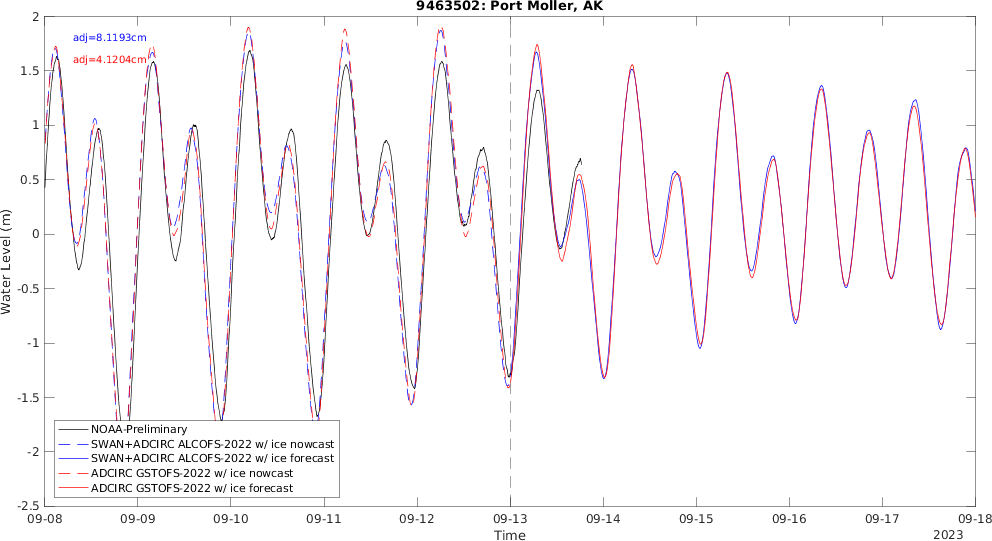 9463502: Port Moller, AK
adj=8.1193cm
adj=4.1204cm
2
1.5
1
0.5
0
-0.5
-1
-1.5
-2
-2.5
Water Level (m)
NOAA-Preliminary
SWAN+ADCIRC ALCOFS-2022 w/ ice nowcast
SWAN+ADCIRC ALCOFS-2022 w/ ice forecast
ADCIRC GSTOFS-2022 w/ ice nowcast
ADCIRC GSTOFS-2022 w/ ice forecast
09-08 09-09 09-10 09-11 09-12 09-13 09-14 09-15 09-16 09-17 09-18
Time
2023